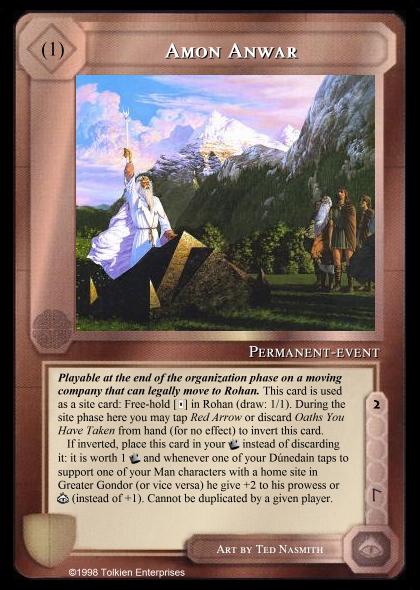 (1)
AMON ANWAR
PERMANENT-EVENT
Playable at the end of the organization phase on a moving
company that can legally move to Rohan. This card is used
as a site card: Free-hold [ ] in Rohan (draw: 1/1). During the
site phase here you may tap Red Arrow or discard Oaths You
Have Taken from hand (for no effect) to invert this card.
If inverted, place this card in your instead of discarding
it: it is worth 1 and whenever one of your Dúnedain taps to
support one of your Man characters with a home site in
Greater Gondor (or vice versa) he give +2 to his prowess or
(instead of +1). Cannot be duplicated by a given player.
2
ART BY TED NASMITH
©1998 Tolkien Enterprises